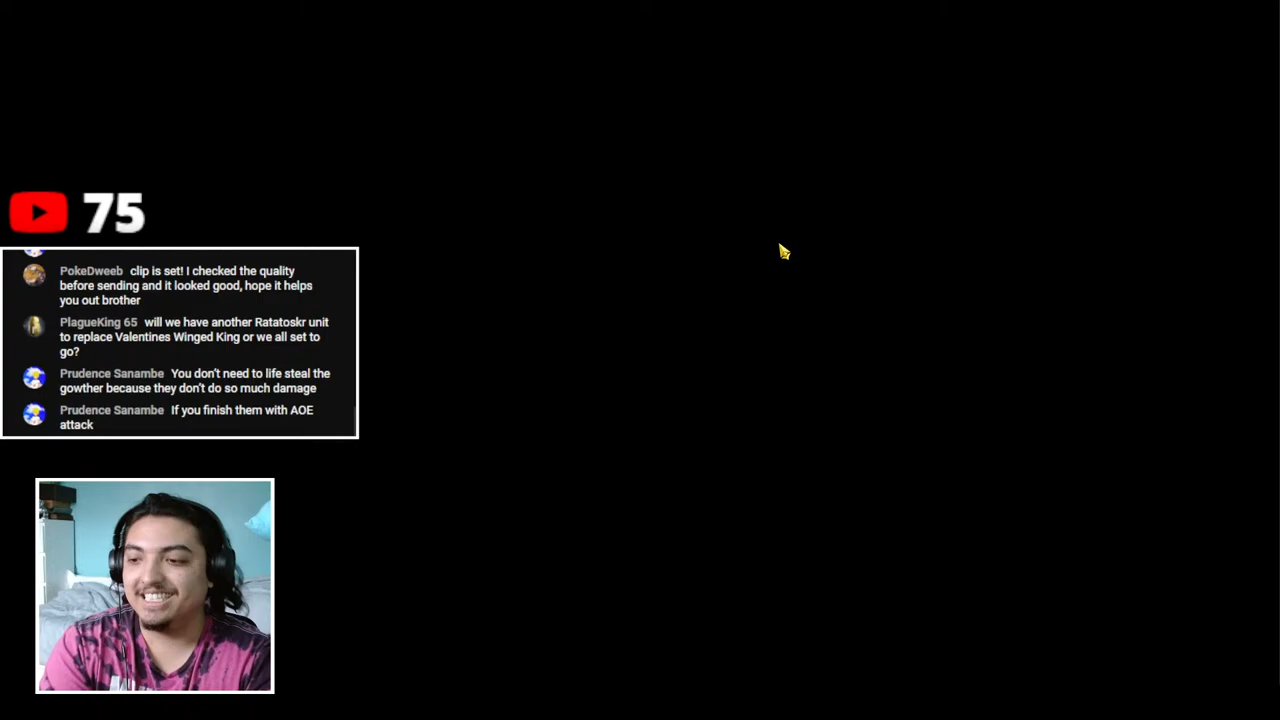 75
PokeDweeb clip is set! I checked the quality
before sending and it looked good, hope it helps
you out brother
PlagueKing 65 will we have another Ratatoskr unit
to replace Valentines Winged King or we all set to
go?
Prudence Sanambe You don't need to life steal the
gowther because they don't do so much damage
Prudence Sanambe If you finish them with AOE
attack